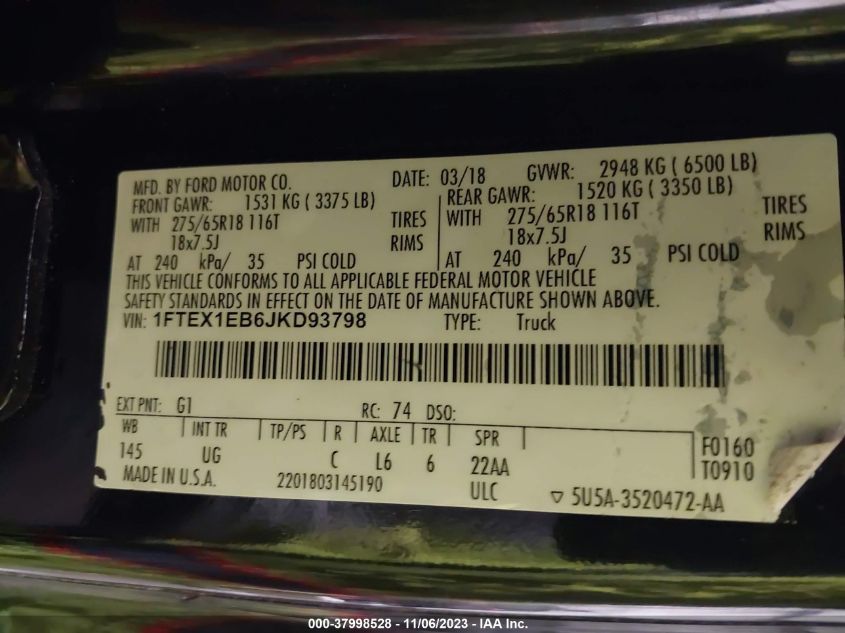 MFD. BY FORD MOTOR CO. DATE: 03/18 GVWR: 2948 KG ( 6500 LB)
FRONT GAWR: 1531 KG ( 3375 LB) REAR GAWR: 1520 KG ( 3350 LB)
WITH 275/65R18 116T TIRES WITH 275/65R18 116T TIRES
18x7.5J RIMS 18x7.5J RIMS
AT 240 kPa/ 35 PSI COLD AT 240 kPa/ 35 PSI COLD
THIS VEHICLE CONFORMS TO ALL APPLICABLE FEDERAL MOTOR VEHICLE
SAFETY STANDARDS IN EFFECT ON THE DATE OF MANUFACTURE SHOWN ABOVE.
VIN: 1FTEX1EB6JKD93798 TYPE: Truck
EXT PNT: G1 RC: 74 DSO:
WB INT TR TP/PS R AXLE TR SPR F0160
145 UG C L6 6 22AA T0910
MADE IN U.S.A. 2201803145190 ULC ▽ 5U5A-3520472-AA
000-37998528 - 11/06/2023 - IAA Inc.